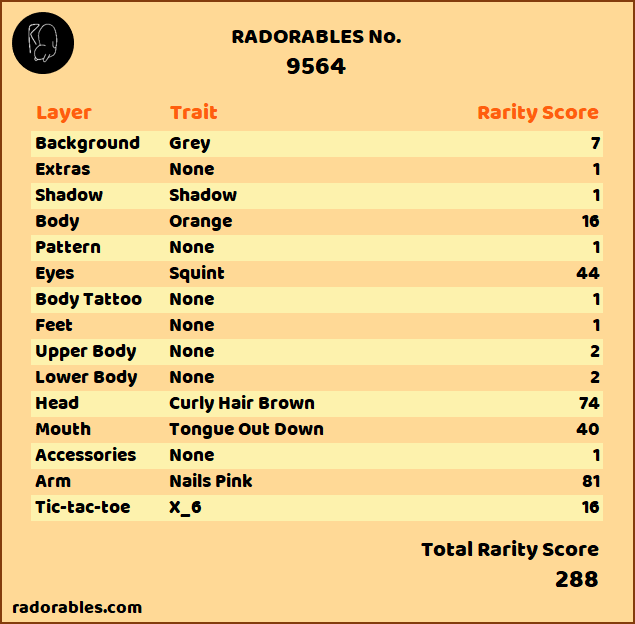 RADORABLES No.
9564
Layer Trait Rarity Score
Background Grey 7
Extras None 1
Shadow Shadow 1
Body Orange 16
Pattern None 1
Eyes Squint 44
Body Tattoo None 1
Feet None 1
Upper Body None 2
Lower Body None 2
Head Curly Hair Brown 74
Mouth Tongue Out Down 40
Accessories None 1
Arm Nails Pink 81
Tic-tac-toe X_6 16
Total Rarity Score
288
radorables.com